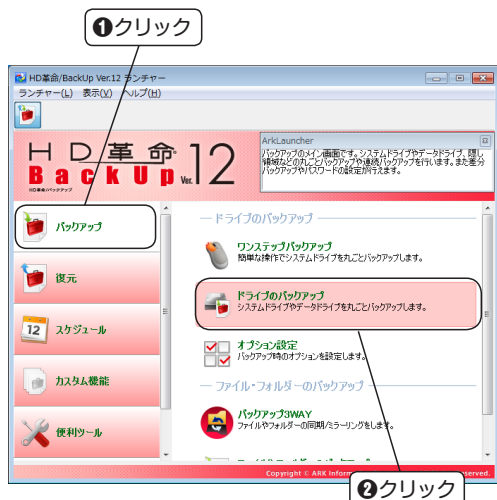 ❶クリック
HD革命/BackUp Ver.12 ランチャー
ランチャー(L) 表示(V) ヘルプ(H)
HD革命
BackUp Ver.12
HD革命/バックアップ
ArkLauncher
バックアップのメイン画面です。システムドライブやデータドライブ、隠し
領域などの丸ごとバックアップや連続バックアップを行います。また差分
バックアップやパスワードの設定が行えます。
バックアップ
復元
12 スケジュール
カスタム機能
便利ツール
ドライブのバックアップ
ワンステップバックアップ
簡単な操作でシステムドライブを丸ごとバックアップします。
ドライブのバックアップ
システムドライブやデータドライブを丸ごとバックアップします。
オプション設定
バックアップ時のオプションを設定します。
ファイル・フォルダーのバックアップ
バックアップ3WAY
ファイルやフォルダーの同期/ミラーリングをします。
Copyright © ARK Inform
served.
❷クリック